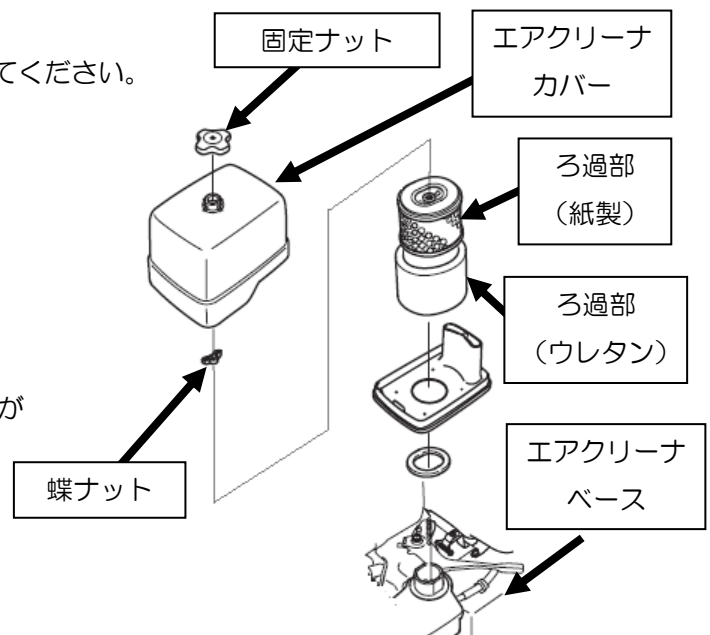 固定ナット
エアクリーナ
カバー
てください。
ろ過部
（紙製）
ろ過部
（ウレタン）
が
エアクリーナ
ベース
蝶ナット